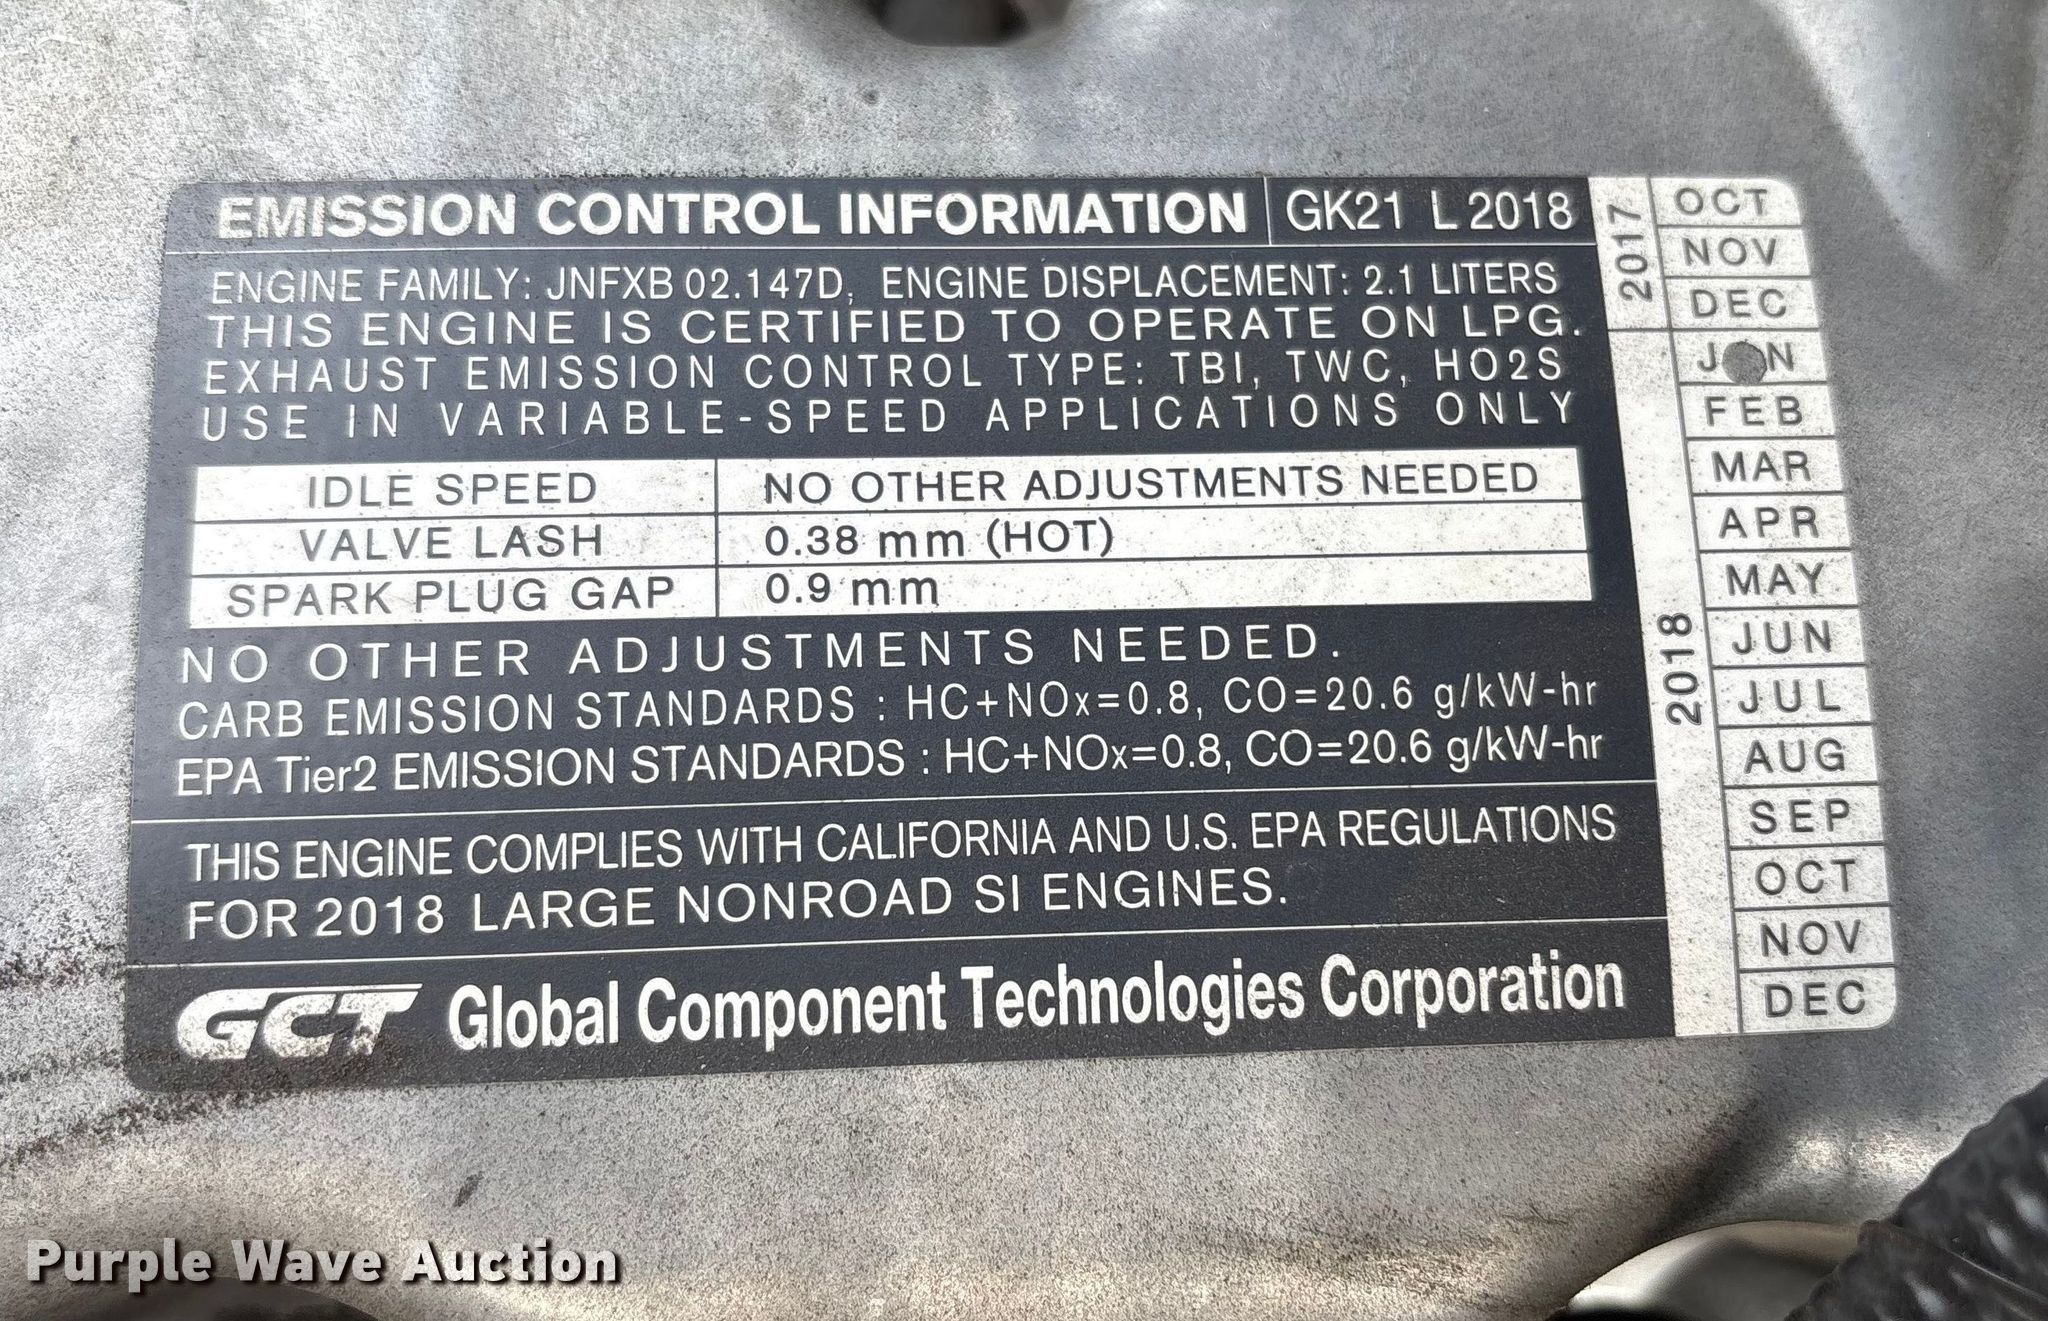 EMISSION CONTROL INFORMATION GK21 L 2018
ENGINE FAMILY: JNFXB 02.147D, ENGINE DISPLACEMENT: 2.1 LITERS
THIS ENGINE IS CERTIFIED TO OPERATE ON LPG.
EXHAUST EMISSION CONTROL TYPE: TBI, TWC, HO2S
USE IN VARIABLE-SPEED APPLICATIONS ONLY
IDLE SPEED NO OTHER ADJUSTMENTS NEEDED
VALVE LASH 0.38 mm (HOT)
SPARK PLUG GAP 0.9 mm
NO OTHER ADJUSTMENTS NEEDED.
CARB EMISSION STANDARDS : HC+NOx=0.8, CO=20.6 g/kW-hr
EPA Tier2 EMISSION STANDARDS : HC+NOx=0.8, CO=20.6 g/kW-hr
THIS ENGINE COMPLIES WITH CALIFORNIA AND U.S. EPA REGULATIONS
FOR 2018 LARGE NONROAD SI ENGINES.
GCT Global Component Technologies Corporation
2017
OCT
NOV
DEC
2018
JAN
FEB
MAR
APR
MAY
JUN
JUL
AUG
SEP
OCT
NOV
DEC
Purple Wave Auction